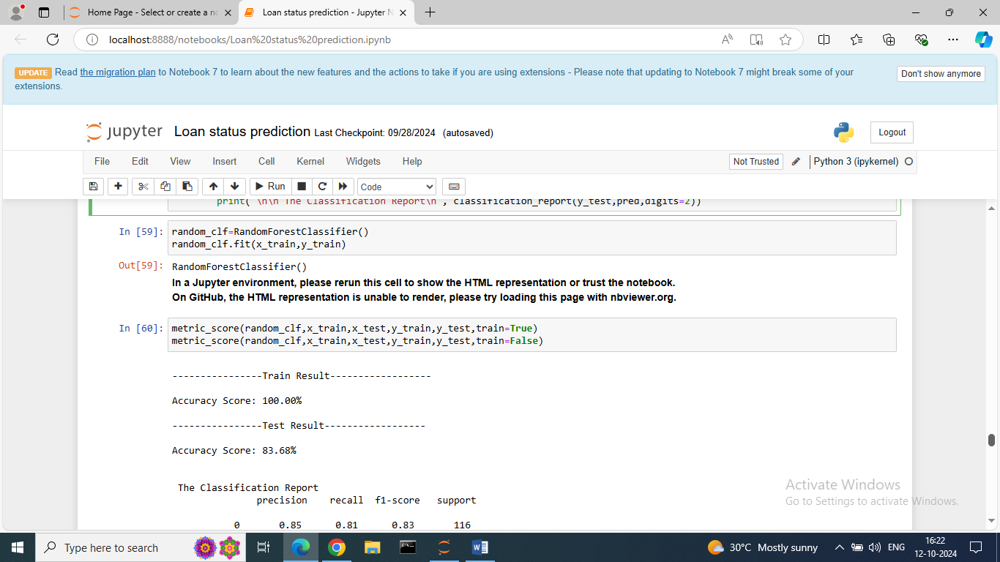 Home Page - Select or create a no
Loan status prediction - Jupyter N
localhost:8888/notebooks/Loan%20status%20prediction.ipynb
UPDATE Read the migration plan to Notebook 7 to learn about the new features and the actions to take if you are using extensions - Please note that updating to Notebook 7 might break some of your
extensions.
Don't show anymore
jupyter Loan status prediction Last Checkpoint: 09/28/2024 (autosaved)
Logout
File Edit View Insert Cell Kernel Widgets Help
Not Trusted Python 3 (ipykernel)
Run Code
print("\n\n The Classification Report\n", classification_report(y_test,pred,digits=2))
In [59]: random_clf=RandomForestClassifier()
random_clf.fit(x_train,y_train)
Out[59]: RandomForestClassifier()
In a Jupyter environment, please rerun this cell to show the HTML representation or trust the notebook.
On GitHub, the HTML representation is unable to render, please try loading this page with nbviewer.org.
In [60]: metric_score(random_clf,x_train,x_test,y_train,y_test,train=True)
metric_score(random_clf,x_train,x_test,y_train,y_test,train=False)
----------------Train Result------------------
Accuracy Score: 100.00%
----------------Test Result------------------
Accuracy Score: 83.68%
The Classification Report
precision recall f1-score support
0 0.85 0.81 0.83 116
Activate Windows
Go to Settings to activate Windows.
Type here to search
30°C Mostly sunny
ENG
16:22
12-10-2024